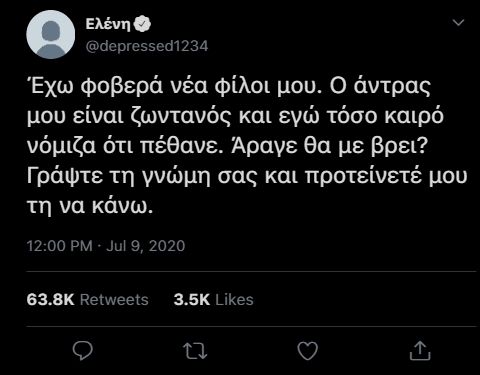 Ελένη
@depressed1234
Έχω φοβερά νέα φίλοι μου. Ο άντρας
μου είναι ζωντανός και εγώ τόσο καιρό
νόμιζα ότι πέθανε. Άραγε θα με βρει?
Γράψτε τη γνώμη σας και προτείνετέ μου
τη να κάνω.
12:00 PM · Jul 9, 2020
63.8K Retweets 3.5K Likes